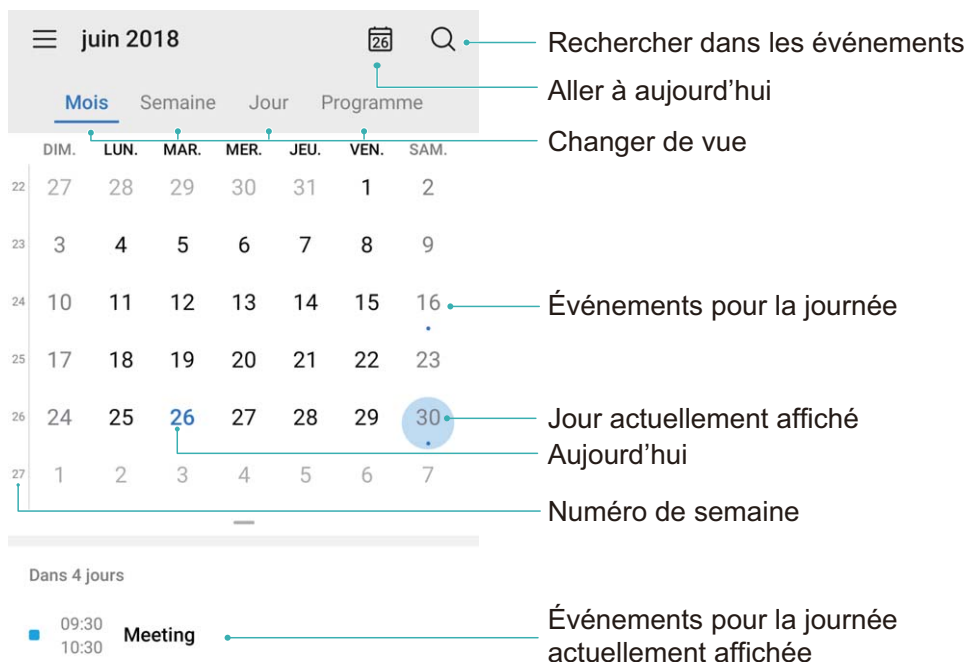 juin 2018 26 Rechercher dans les événements
Aller à aujourd’hui
Mois Semaine Jour Programme
Changer de vue
DIM. LUN. MAR. MER. JEU. VEN. SAM.
22 27 28 29 30 31 1 2
23 3 4 5 6 7 8 9
24 10 11 12 13 14 15 16 Événements pour la journée
25 17 18 19 20 21 22 23
26 24 25 26 27 28 29 30 Jour actuellement affiché
Aujourd’hui
27 1 2 3 4 5 6 7
Numéro de semaine
Dans 4 jours
09:30
10:30
Meeting
Événements pour la journée
actuellement affichée